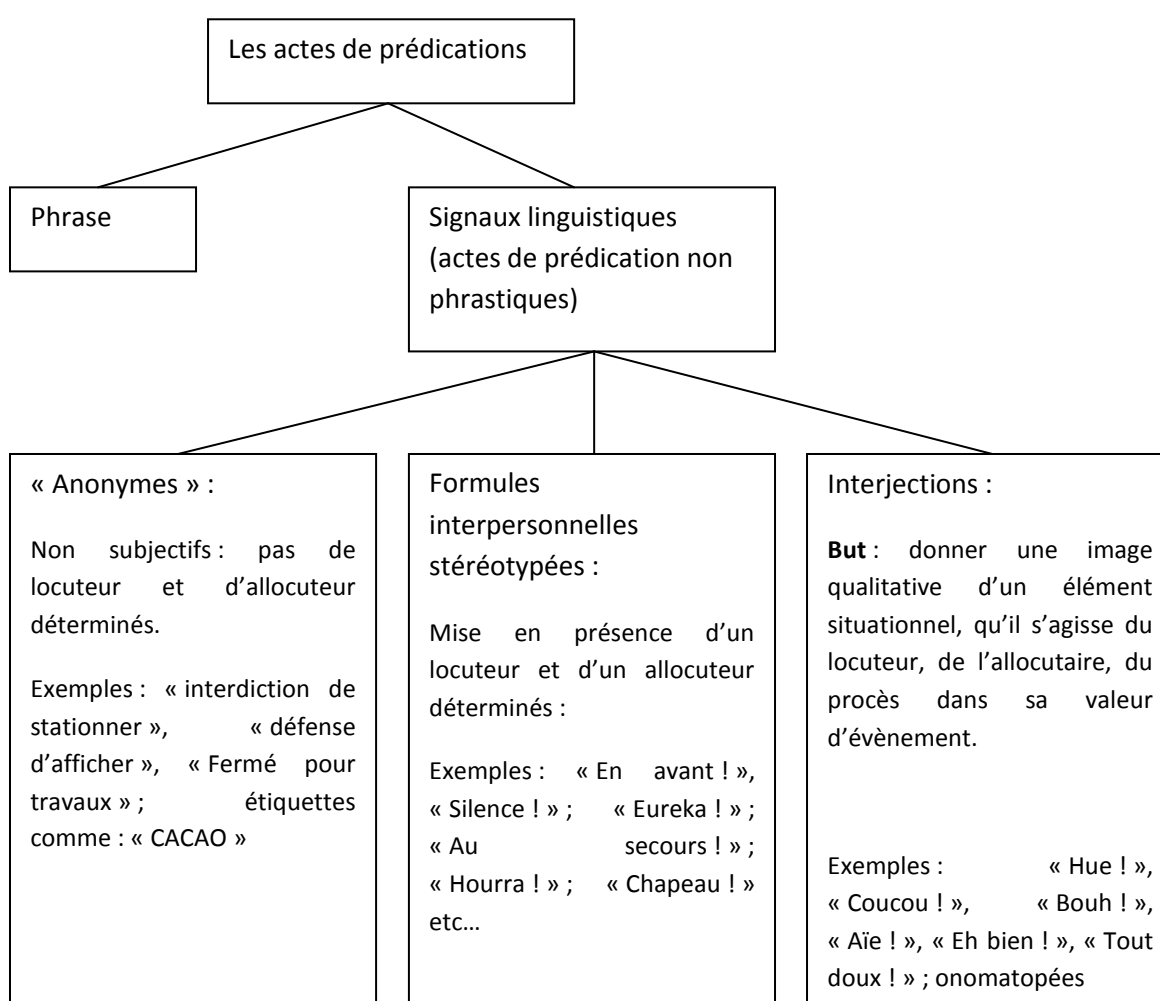 Les actes de prédications
Phrase
Signaux linguistiques
(actes de prédication non
phrastiques)
« Anonymes » :
Non subjectifs : pas de
locuteur et d’allocuteur
déterminés.
Exemples : « interdiction de
stationner », « défense
d’afficher », « Fermé pour
travaux » ; étiquettes
comme : « CACAO »
Formules
interpersonnelles
stéréotypées :
Mise en présence d’un
locuteur et d’un allocuteur
déterminés :
Exemples : « En avant ! »,
« Silence ! » ; « Eureka ! » ;
« Au secours ! » ;
« Hourra ! » ; « Chapeau ! »
etc…
Interjections :
But : donner une image
qualitative d’un élément
situationnel, qu’il s’agisse du
locuteur, de l’allocutaire, du
procès dans sa valeur
d’évènement.
Exemples : « Hue ! »,
« Coucou ! », « Bouh ! »,
« Aïe ! », « Eh bien ! », « Tout
doux ! » ; onomatopées